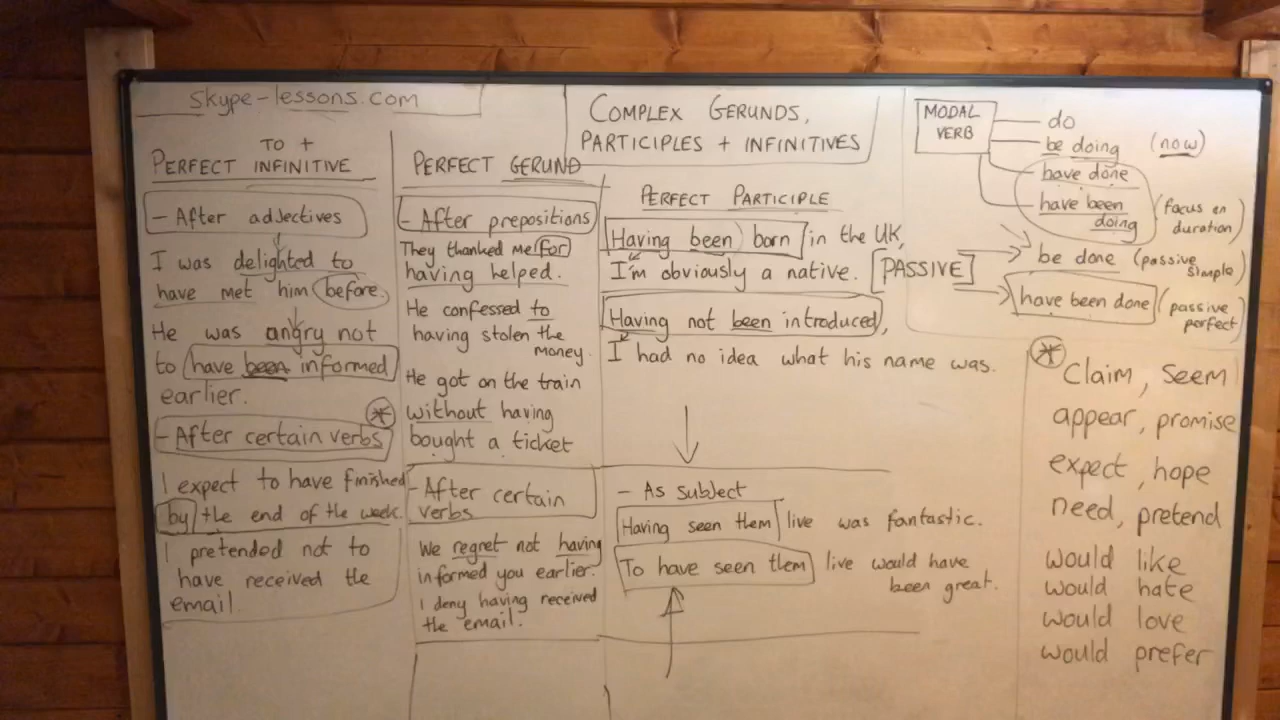 skype-lessons.com
COMPLEX GERUNDS,
PARTICIPLES + INFINITIVES
TO +
PERFECT INFINITIVE
- After adjectives
I was delighted to
have met him before.
He was angry not
to have been informed
earlier.
- After certain verbs *
I expect to have finished
by the end of the week.
I pretended not to
have received the
email.
PERFECT GERUND
- After prepositions
They thanked me for
having helped.
He confessed to
having stolen the
money.
He got on the train
without having
bought a ticket
- After certain
verbs
We regret not having
informed you earlier.
I deny having received
the email.
PERFECT PARTICIPLE
Having been born in the UK,
I'm obviously a native. [PASSIVE]
Having not been introduced,
I had no idea what his name was.
- As subject
Having seen them live was fantastic.
To have seen them live would have
been great.
MODAL
VERB
do
be doing (now)
have done
have been
doing (focus on
duration)
be done (passive
simple)
have been done (passive
perfect)
* Claim, seem
appear, promise
expect, hope
need, pretend
would like
would hate
would love
would prefer